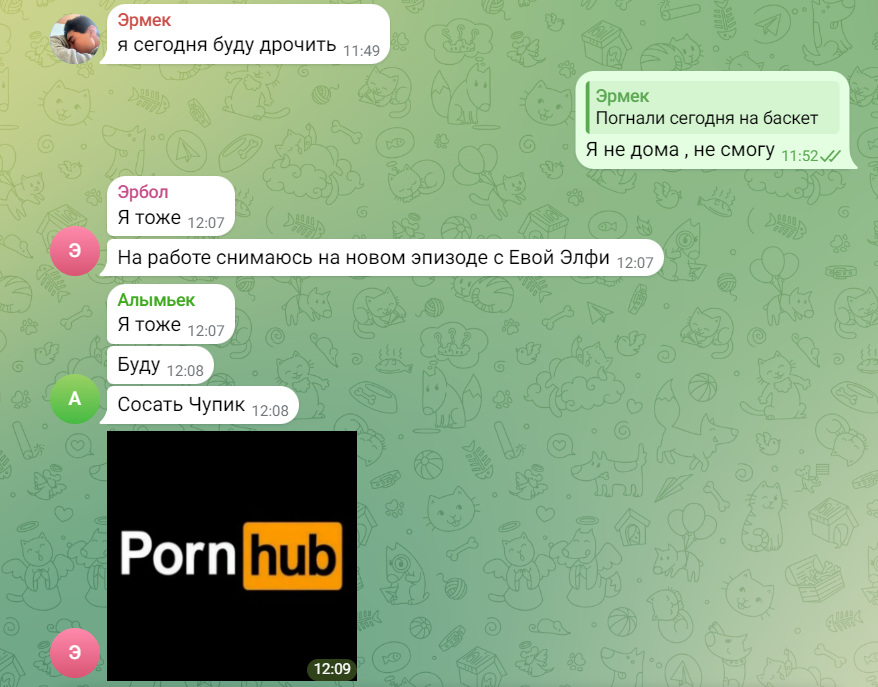 Эрмек
я сегодня буду дрочить 11:49
Эрмек
Погнали сегодня на баскет
Я не дома , не смогу 11:52
Эрбол
Я тоже 12:07
Э
На работе снимаюсь на новом эпизоде с Евой Элфи 12:07
Алымьек
Я тоже 12:07
Буду 12:08
А
Сосать Чупик 12:08
Porn hub
Э
12:09